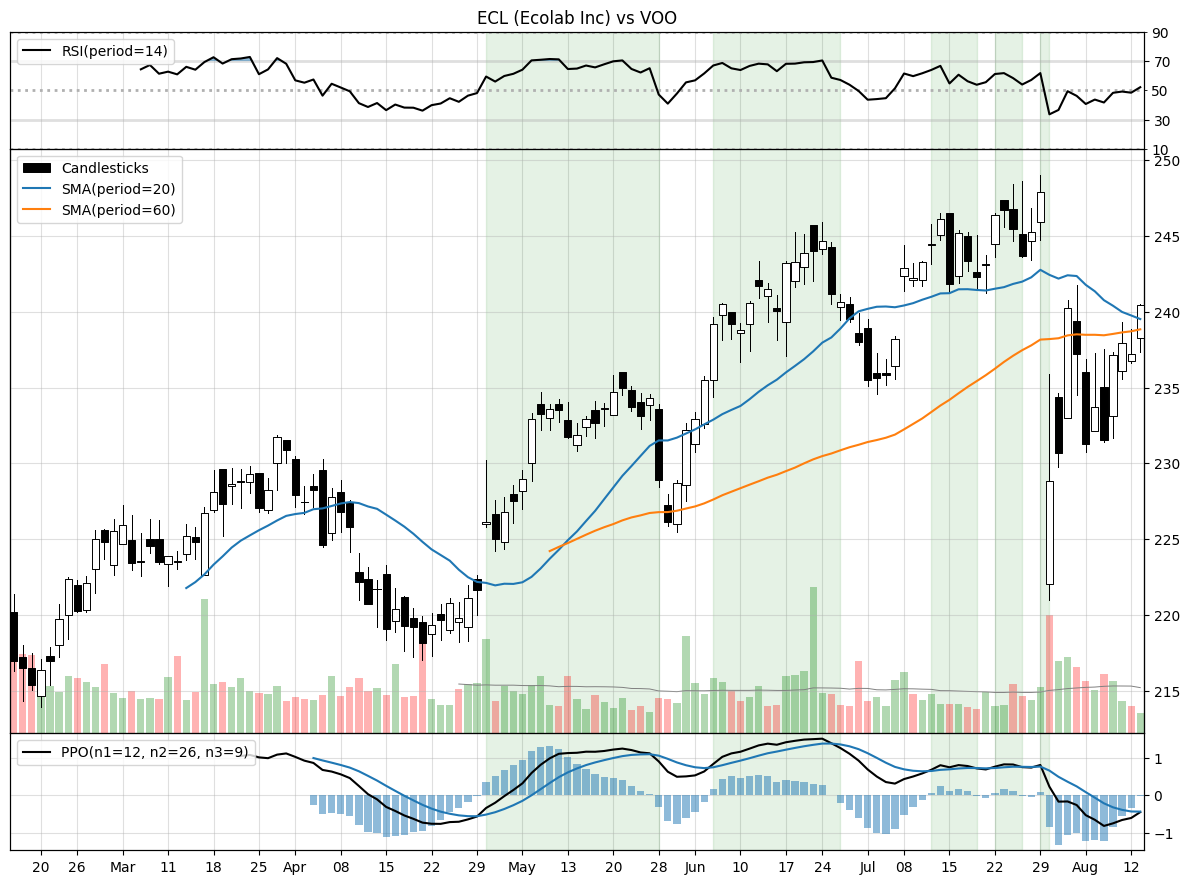 ECL (Ecolab Inc) vs VOO
RSI(period=14)
90
70
50
30
10
Candlesticks
SMA(period=20)
SMA(period=60)
250
245
240
235
230
225
220
215
PPO(n1=12, n2=26, n3=9)
1
0
−1
20 26 Mar 11 18 25 Apr 08 15 22 29 May 13 20 28 Jun 10 17 24 Jul 08 15 22 29 Aug 12